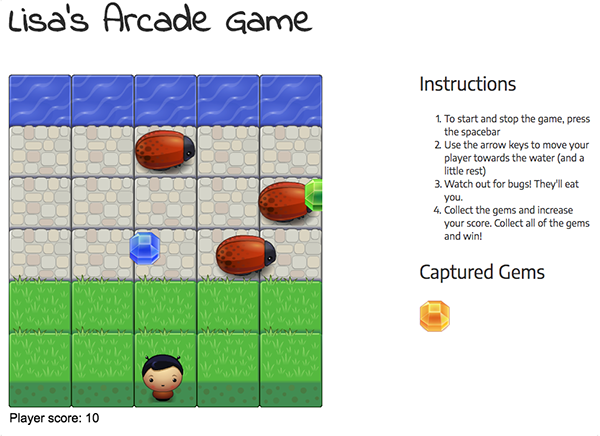 Lisa's Arcade Game
Instructions
1. To start and stop the game, press
the spacebar
2. Use the arrow keys to move your
player towards the water (and a
little rest)
3. Watch out for bugs! They'll eat
you.
4. Collect the gems and increase
your score. Collect all of the gems
and win!
Captured Gems
Player score: 10